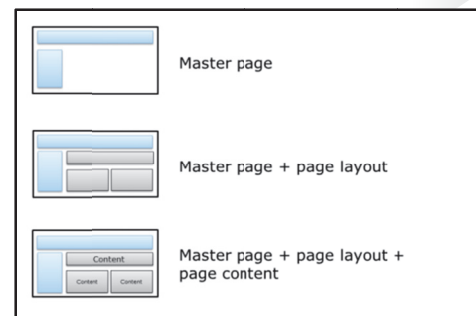 Master page
Master page + page layout
Content
Content Content
Master page + page layout +
page content